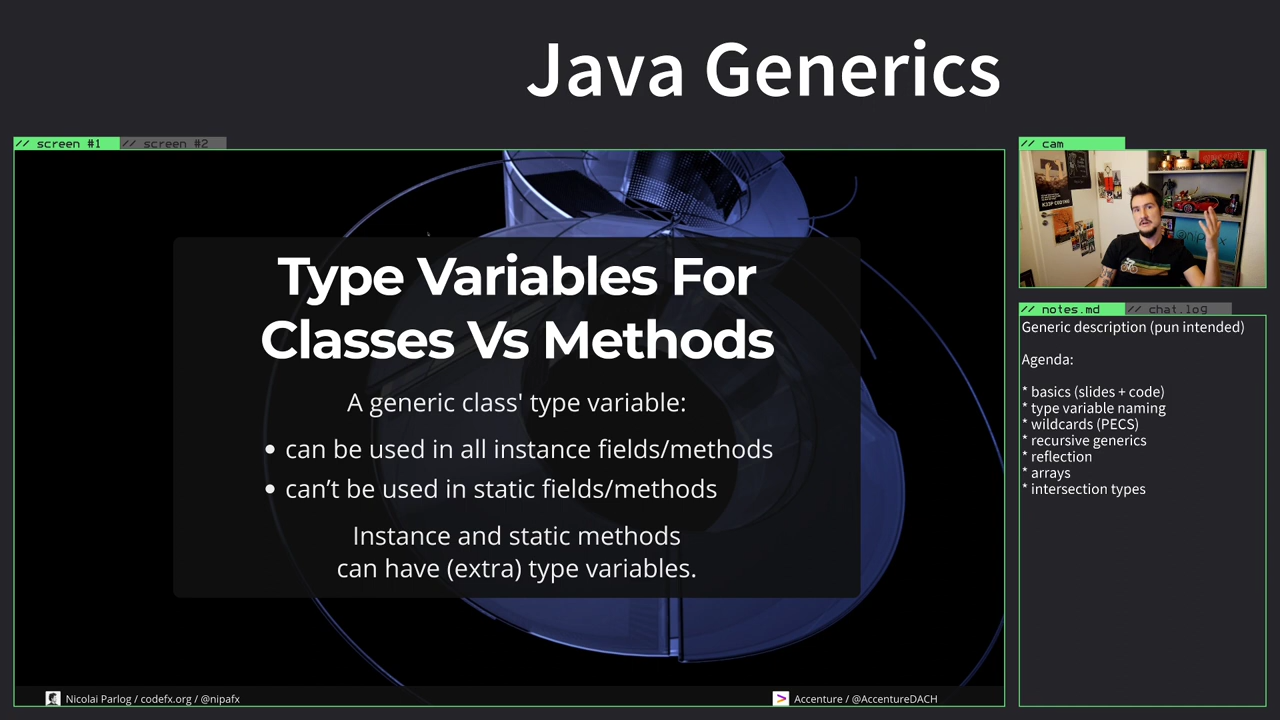 Java Generics
// screen #1
// screen #2
// cam
Type Variables For
Classes Vs Methods
A generic class' type variable:
• can be used in all instance fields/methods
• can’t be used in static fields/methods
Instance and static methods
can have (extra) type variables.
Nicolai Parlog / codefx.org / @nipafx
Accenture / @AccentureDACH
KEEP CODING
@nipafx
// notes.md
// chat.log
Generic description (pun intended)
Agenda:
* basics (slides + code)
* type variable naming
* wildcards (PECS)
* recursive generics
* reflection
* arrays
* intersection types